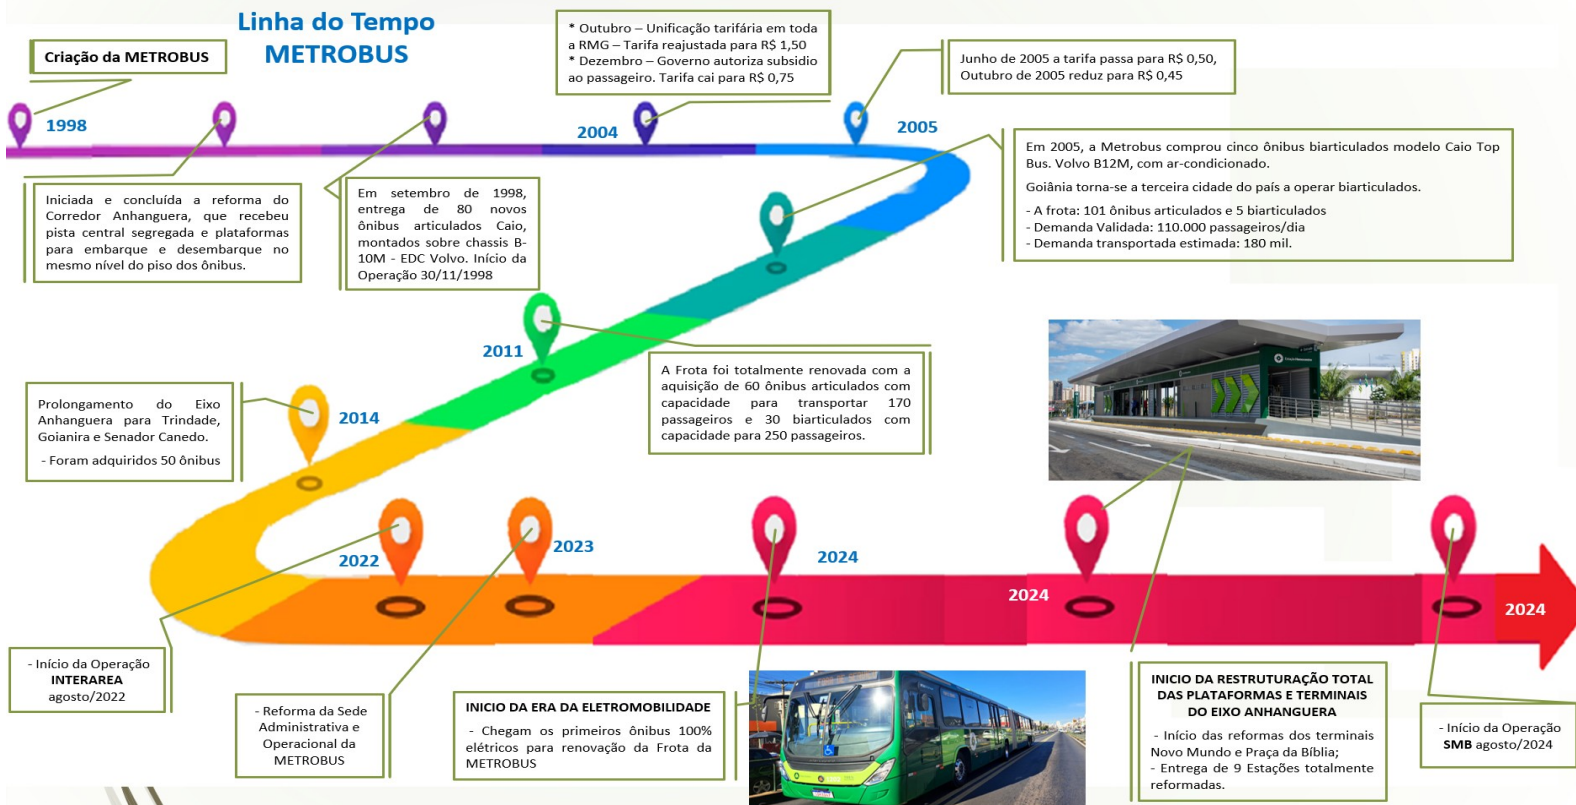 Linha do Tempo
METROBUS
Criação da METROBUS
1998
Iniciada e concluída a reforma do
Corredor Anhanguera, que recebeu
pista central segregada e plataformas
para embarque e desembarque no
mesmo nível do piso dos ônibus.
Em setembro de 1998,
entrega de 80 novos
ônibus articulados Caio,
montados sobre chassis B-
10M - EDC Volvo. Início da
Operação 30/11/1998
* Outubro – Unificação tarifária em toda
a RMG – Tarifa reajustada para R$ 1,50
* Dezembro – Governo autoriza subsidio
ao passageiro. Tarifa cai para R$ 0,75
2004
Junho de 2005 a tarifa passa para R$ 0,50,
Outubro de 2005 reduz para R$ 0,45
2005
Em 2005, a Metrobus comprou cinco ônibus biarticulados modelo Caio Top
Bus. Volvo B12M, com ar-condicionado.
Goiânia torna-se a terceira cidade do país a operar biarticulados.
- A frota: 101 ônibus articulados e 5 biarticulados
- Demanda Validada: 110.000 passageiros/dia
- Demanda transportada estimada: 180 mil.
2011
A Frota foi totalmente renovada com a
aquisição de 60 ônibus articulados com
capacidade para transportar 170
passageiros e 30 biarticulados com
capacidade para 250 passageiros.
2014
Prolongamento do Eixo
Anhanguera para Trindade,
Goianira e Senador Canedo.
- Foram adquiridos 50 ônibus
2022
- Início da Operação
INTERAREA
agosto/2022
2023
- Reforma da Sede
Administrativa e
Operacional da
METROBUS
2024
INICIO DA ERA DA ELETROMOBILIDADE
- Chegam os primeiros ônibus 100%
elétricos para renovação da Frota da
METROBUS
2024
INICIO DA RESTRUTURAÇÃO TOTAL
DAS PLATAFORMAS E TERMINAIS
DO EIXO ANHANGUERA
- Início das reformas dos terminais
Novo Mundo e Praça da Bíblia;
- Entrega de 9 Estações totalmente
reformadas.
2024
- Início da Operação
SMB agosto/2024